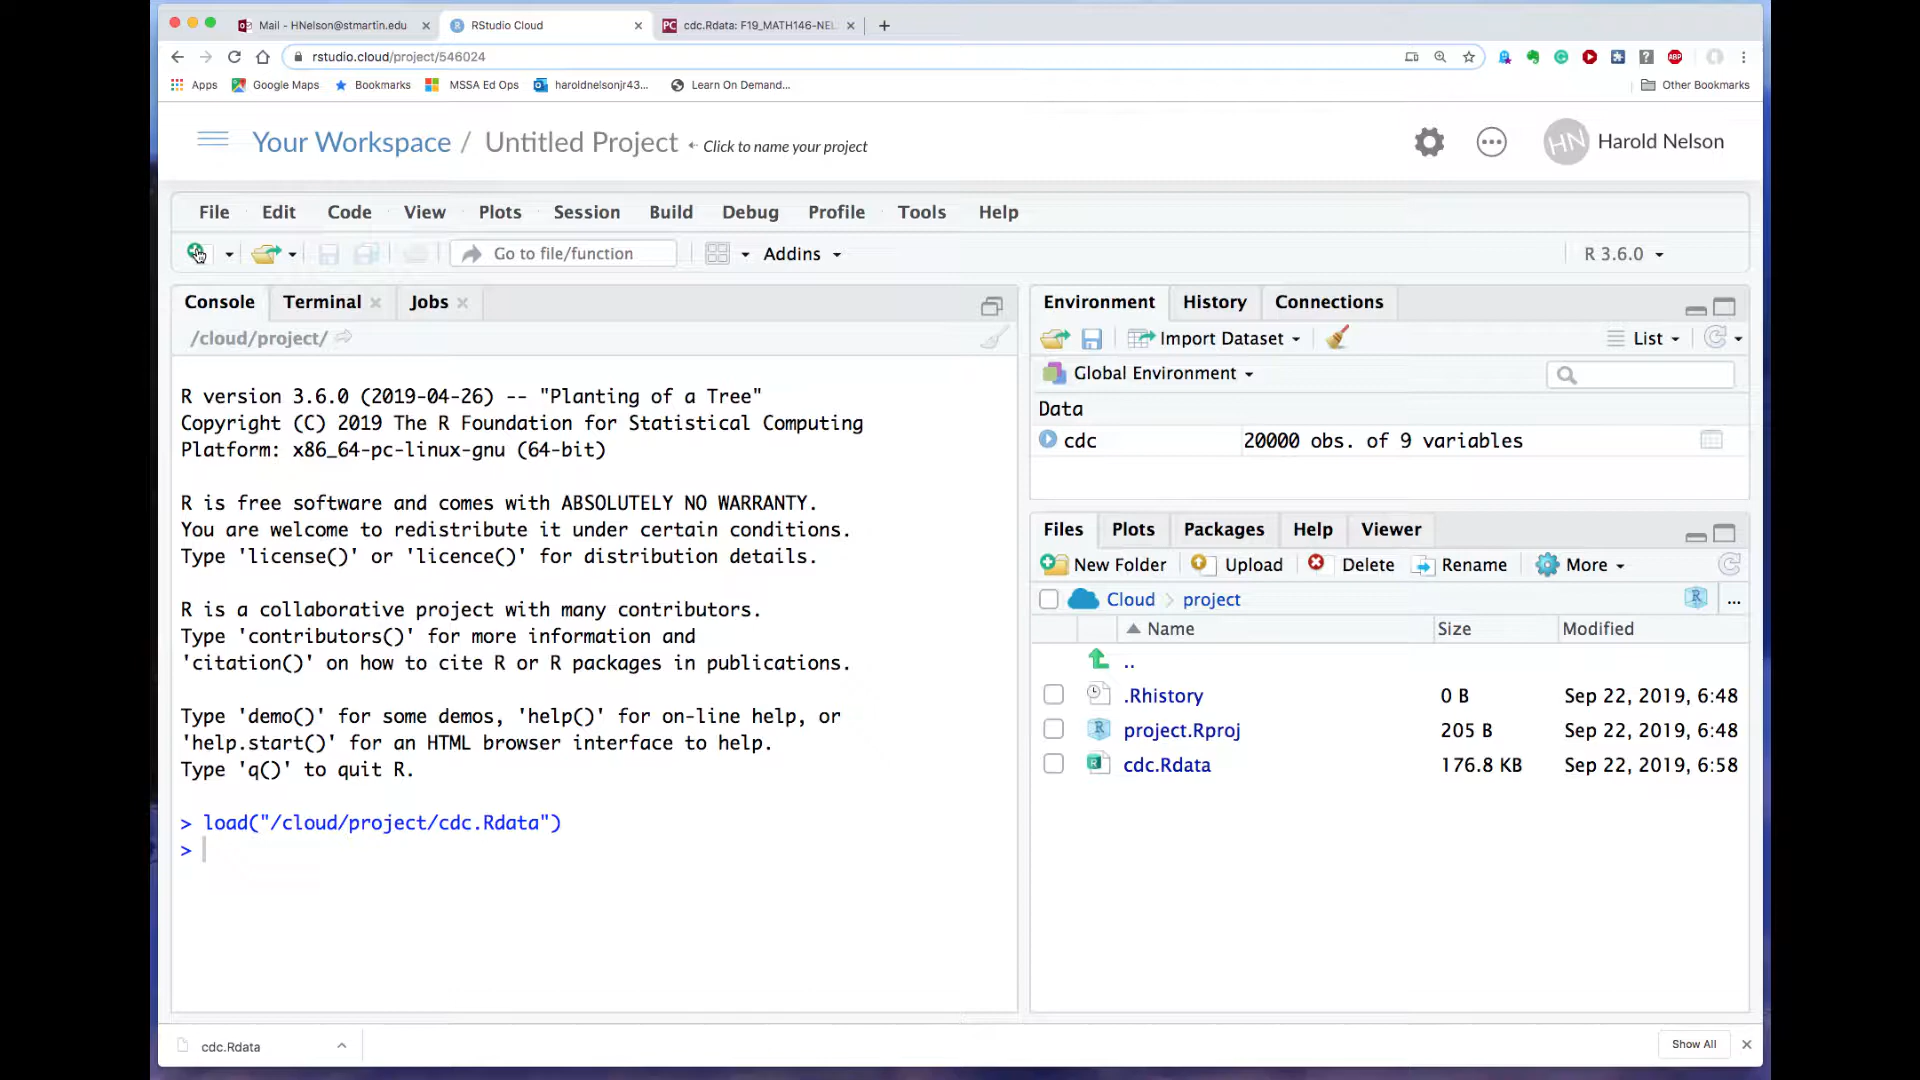 Mail - HNelson@stmartin.edu
RStudio Cloud
cdc.Rdata: F19_MATH146-NEL
rstudio.cloud/project/546024
Apps
Google Maps
Bookmarks
MSSA Ed Ops
haroldnelsonjr43...
Learn On Demand...
Other Bookmarks
Your Workspace / Untitled Project
Click to name your project
HN
Harold Nelson
File Edit Code View Plots Session Build Debug Profile Tools Help
Go to file/function
Addins
R 3.6.0
Console
Terminal
Jobs
/cloud/project/
R version 3.6.0 (2019-04-26) -- "Planting of a Tree"
Copyright (C) 2019 The R Foundation for Statistical Computing
Platform: x86_64-pc-linux-gnu (64-bit)
R is free software and comes with ABSOLUTELY NO WARRANTY.
You are welcome to redistribute it under certain conditions.
Type 'license()' or 'licence()' for distribution details.
R is a collaborative project with many contributors.
Type 'contributors()' for more information and
'citation()' on how to cite R or R packages in publications.
Type 'demo()' for some demos, 'help()' for on-line help, or
'help.start()' for an HTML browser interface to help.
Type 'q()' to quit R.
> load("/cloud/project/cdc.Rdata")
>
Environment History Connections
Import Dataset
List
Global Environment
Data
cdc 20000 obs. of 9 variables
Files Plots Packages Help Viewer
New Folder Upload Delete Rename More
Cloud > project
...
Name Size Modified
..
.Rhistory 0 B Sep 22, 2019, 6:48
project.Rproj 205 B Sep 22, 2019, 6:48
cdc.Rdata 176.8 KB Sep 22, 2019, 6:58
cdc.Rdata
Show All